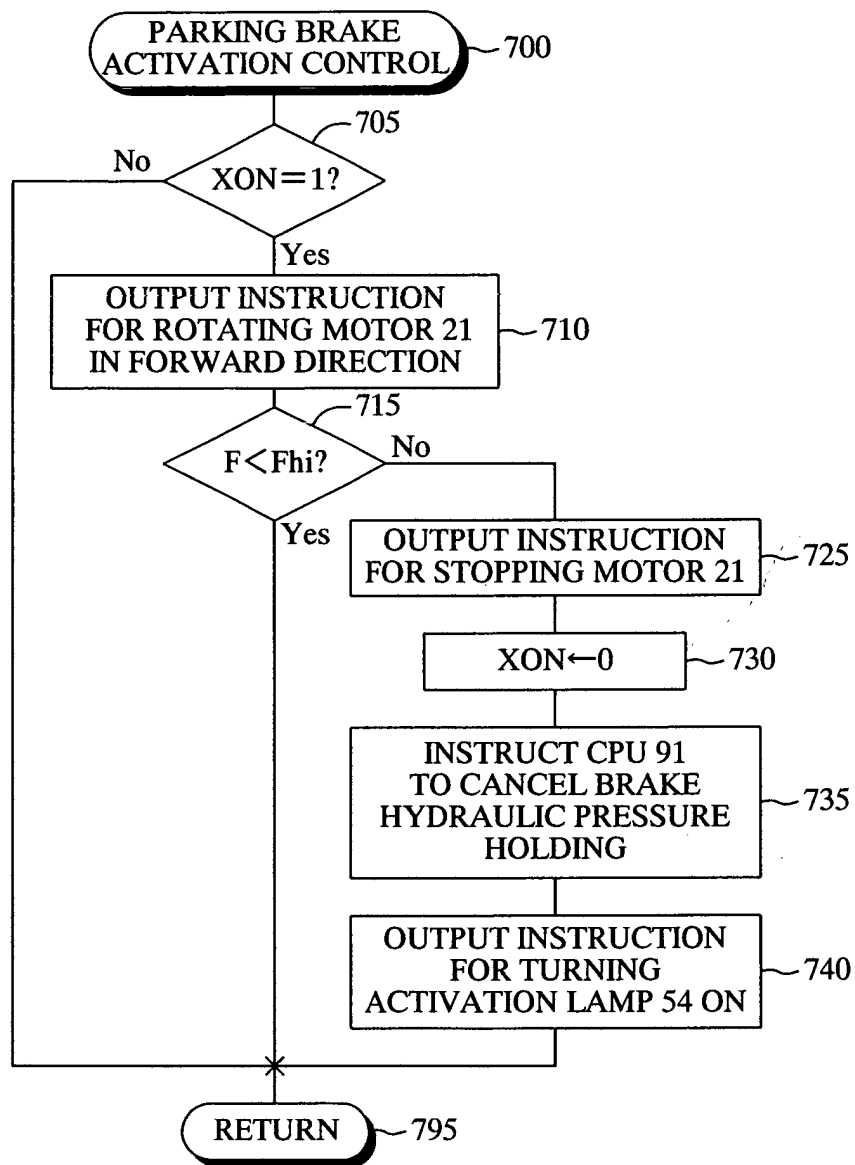 PARKING BRAKE
ACTIVATION CONTROL
700
705
No
XON=1?
Yes
OUTPUT INSTRUCTION
FOR ROTATING MOTOR 21
IN FORWARD DIRECTION
710
715
F<Fhi?
No
Yes
OUTPUT INSTRUCTION
FOR STOPPING MOTOR 21
725
XON←0
730
INSTRUCT CPU 91
TO CANCEL BRAKE
HYDRAULIC PRESSURE
HOLDING
735
OUTPUT INSTRUCTION
FOR TURNING
ACTIVATION LAMP 54 ON
740
RETURN
795